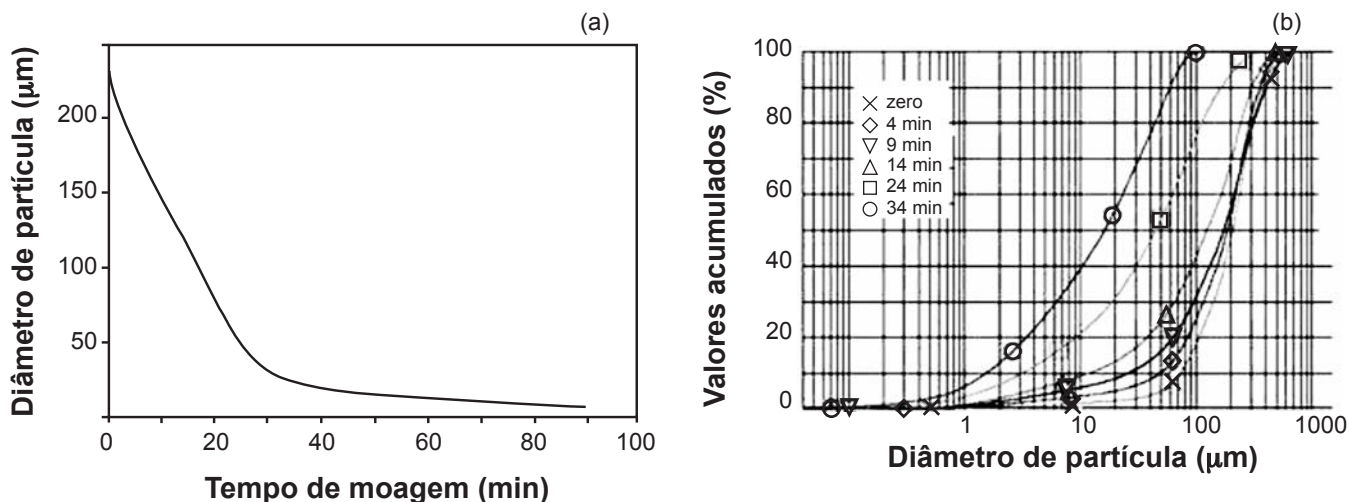 (a)
Diâmetro de partícula (μm)
200
150
100
50
0
0 20 40 60 80 100
Tempo de moagem (min)
(b)
Valores acumulados (%)
100
80
60
40
20
0
zero
4 min
9 min
14 min
24 min
34 min
1 10 100 1000
Diâmetro de partícula (μm)